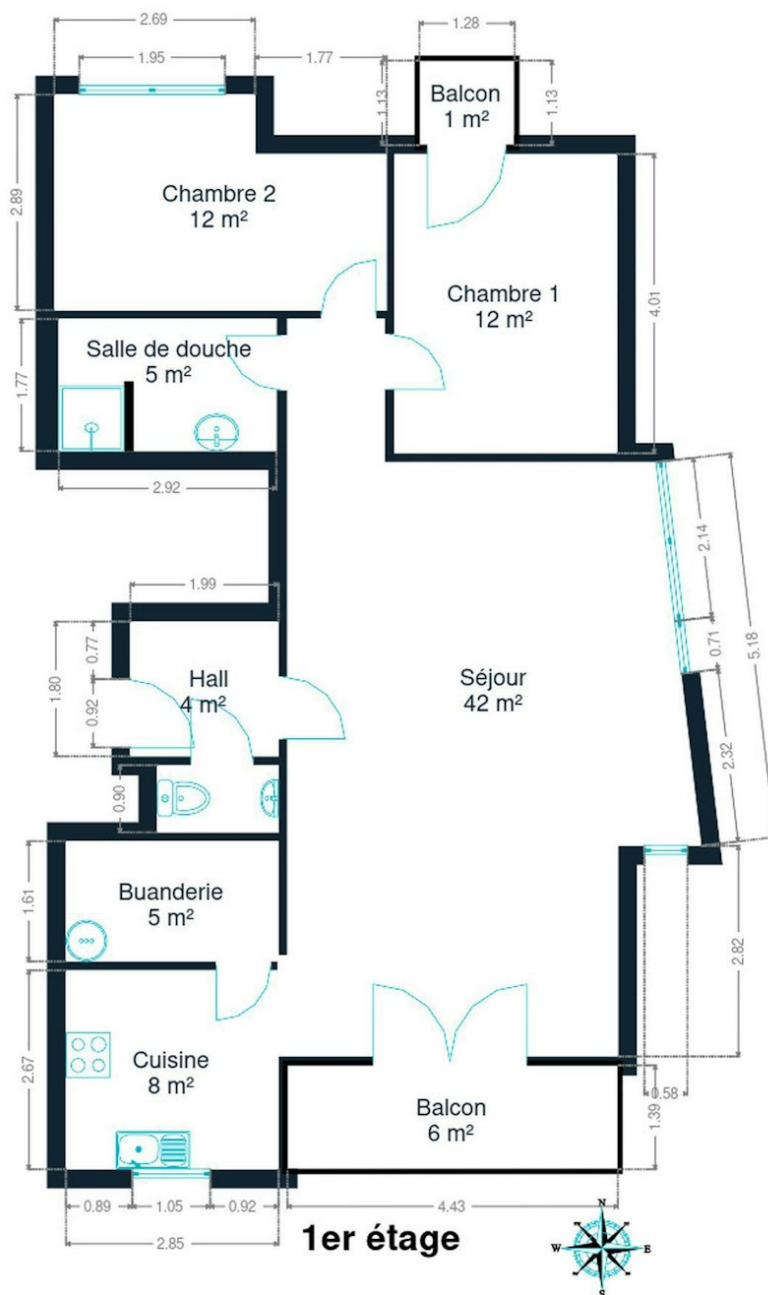 2.69
1.28
1.95
1.77
1.13
Balcon
1 m²
1.13
2.89
Chambre 2
12 m²
Chambre 1
12 m²
4.01
1.77
Salle de douche
5 m²
2.92
2.14
5.18
1.99
0.71
1.80
0.77
0.92
Hall
4 m²
Séjour
42 m²
2.32
0.90
1.61
Buanderie
5 m²
2.82
2.67
Cuisine
8 m²
Balcon
6 m²
0.58
1.39
0.89
1.05
0.92
4.43
2.85
1er étage
N
W
E
S